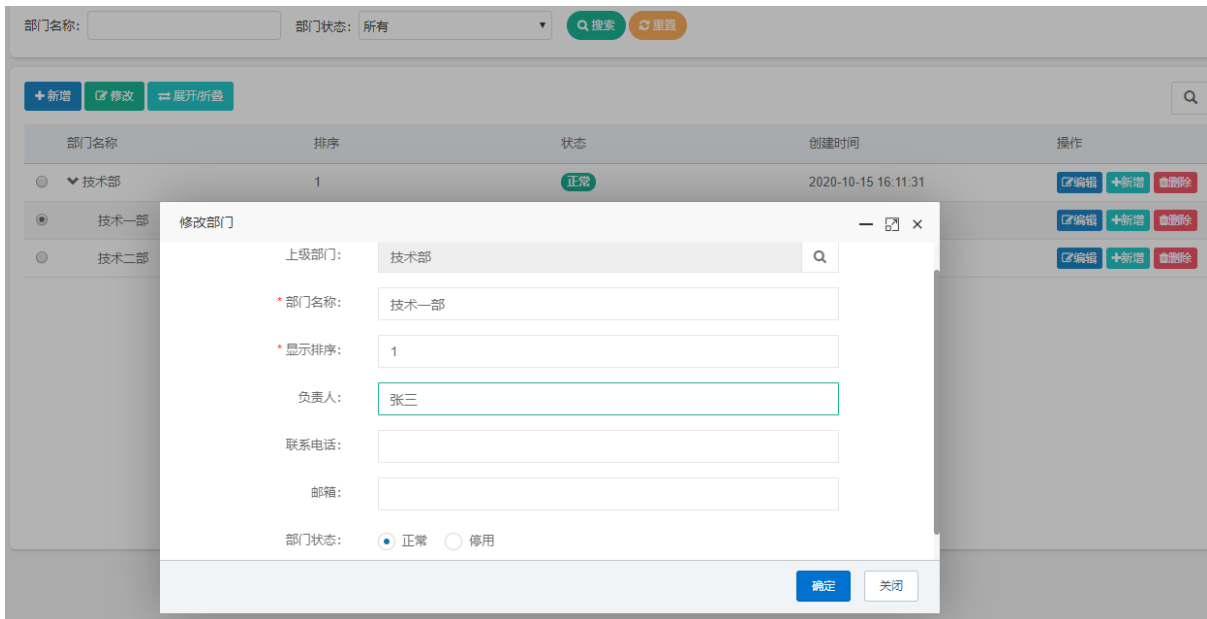 部门名称: 部门状态: 所有 搜索 重置
新增 修改 展开/折叠
部门名称 排序 状态 创建时间 操作
技术部 1 正常 2020-10-15 16:11:31 编辑 新增 删除
技术一部 编辑 新增 删除
技术二部 编辑 新增 删除
修改部门
上级部门: 技术部
* 部门名称: 技术一部
* 显示排序: 1
负责人: 张三
联系电话:
邮箱:
部门状态: 正常 停用
确定 关闭